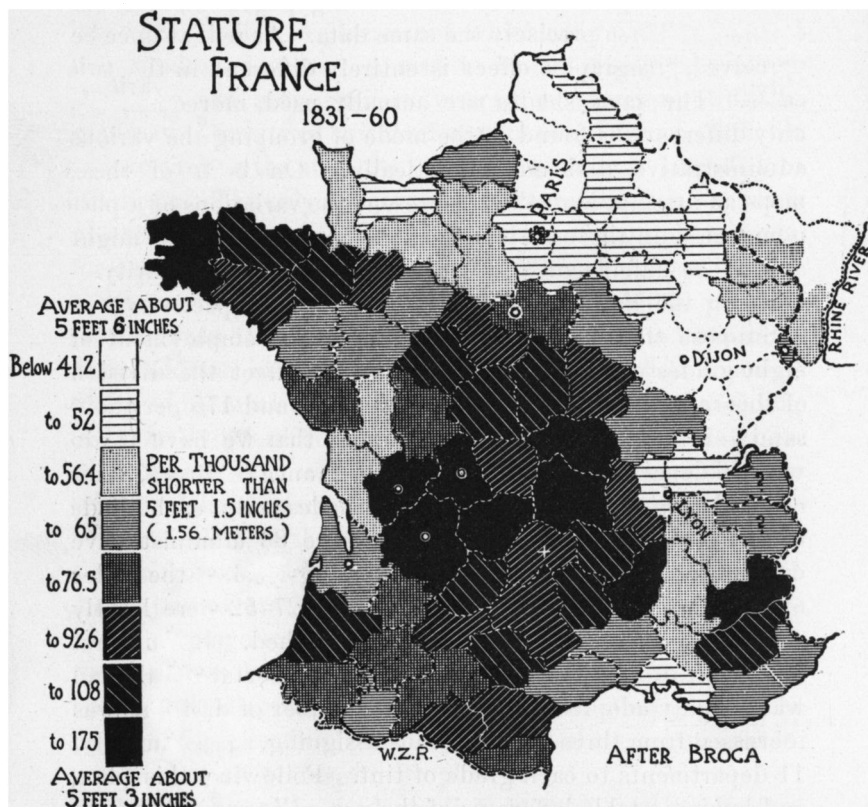 STATURE
FRANCE
1831-60
PARIS
RHINE RIVER
DIJON
LYON
AVERAGE ABOUT
5 FEET 6 INCHES
Below 41.2
to 52
to 56.4
to 65
to 76.5
to 92.6
to 108
to 175
PER THOUSAND
SHORTER THAN
5 FEET 1.5 INCHES
(1.56 METERS)
AVERAGE ABOUT
5 FEET 3 INCHES
2
2
W.Z.R.
AFTER BROCA